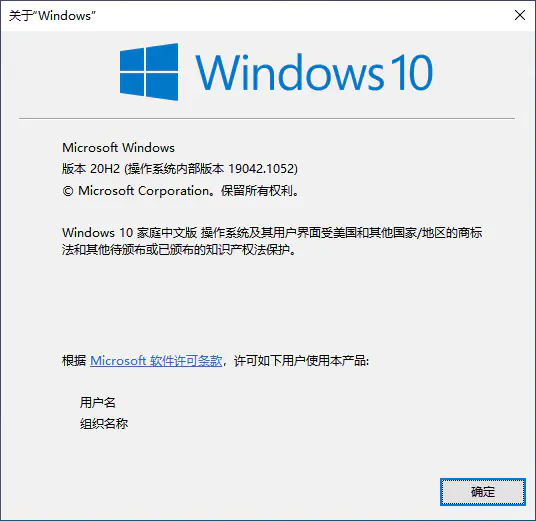 关于“Windows”
Windows 10
Microsoft Windows
版本 20H2 (操作系统内部版本 19042.1052)
© Microsoft Corporation。保留所有权利。
Windows 10 家庭中文版 操作系统及其用户界面受美国和其他国家/地区的商标
法和其他待颁布或已颁布的知识产权法保护。
根据 Microsoft 软件许可条款，许可如下用户使用本产品:
用户名
组织名称
确定